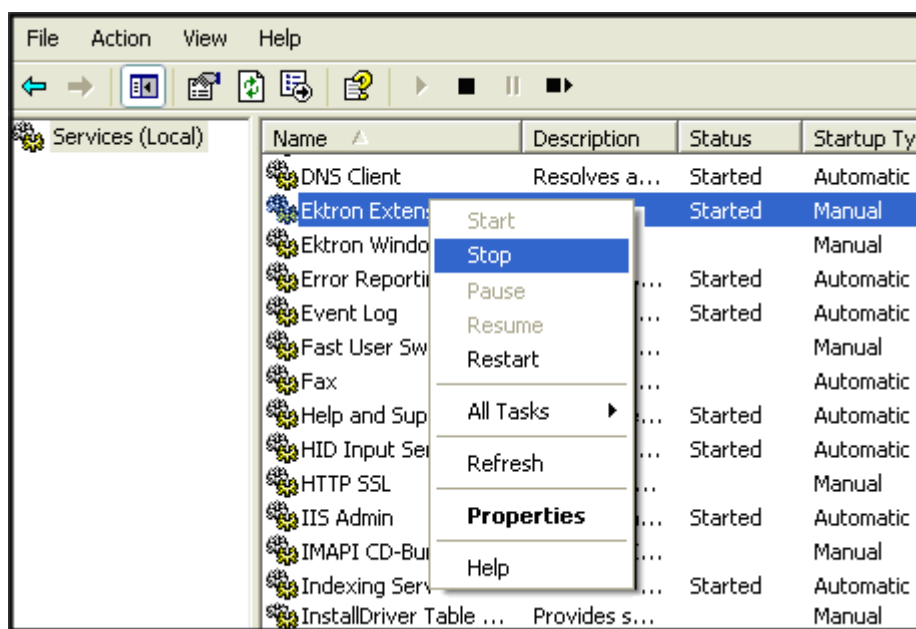 File Action View Help
Services (Local)
Name Description Status Startup Ty
DNS Client Resolves a... Started Automatic
Ektron Extens Started Manual
Ektron Windo Manual
Error Reporti ... Started Automatic
Event Log ... Started Automatic
Fast User Sw ... Manual
Fax ... Automatic
Help and Sup ... Started Automatic
HID Input Ser ... Started Automatic
HTTP SSL ... Manual
IIS Admin ... Started Automatic
IMAPI CD-Bu ... Manual
Indexing Serv ... Started Automatic
InstallDriver Table ... Provides s... Manual
Start
Stop
Pause
Resume
Restart
All Tasks
Refresh
Properties
Help